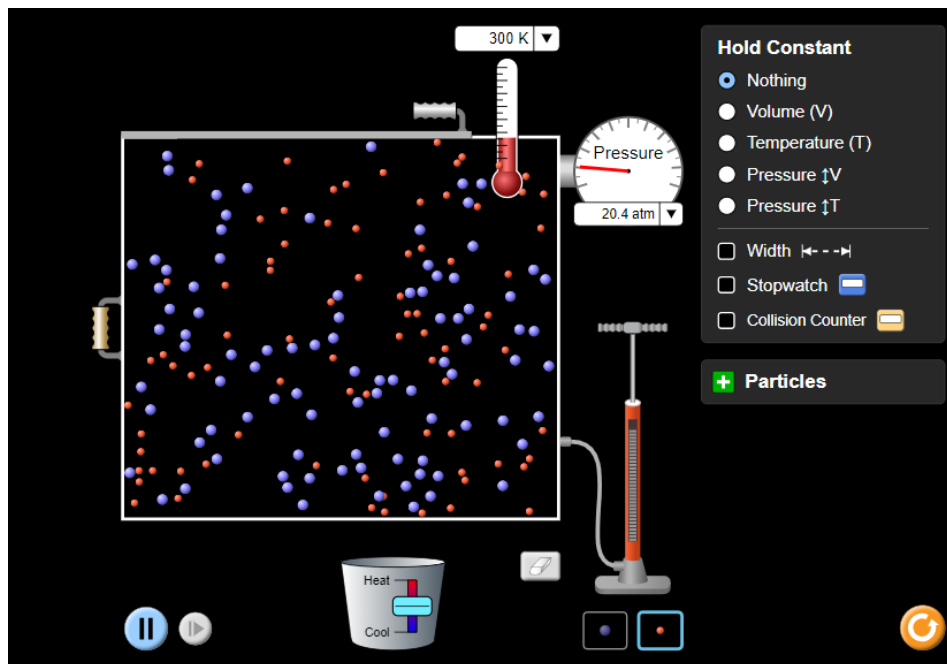 300 K
Hold Constant
Nothing
Volume (V)
Temperature (T)
Pressure ↕V
Pressure ↕T
Width
Stopwatch
Collision Counter
Particles
Pressure
20.4 atm
Heat
Cool